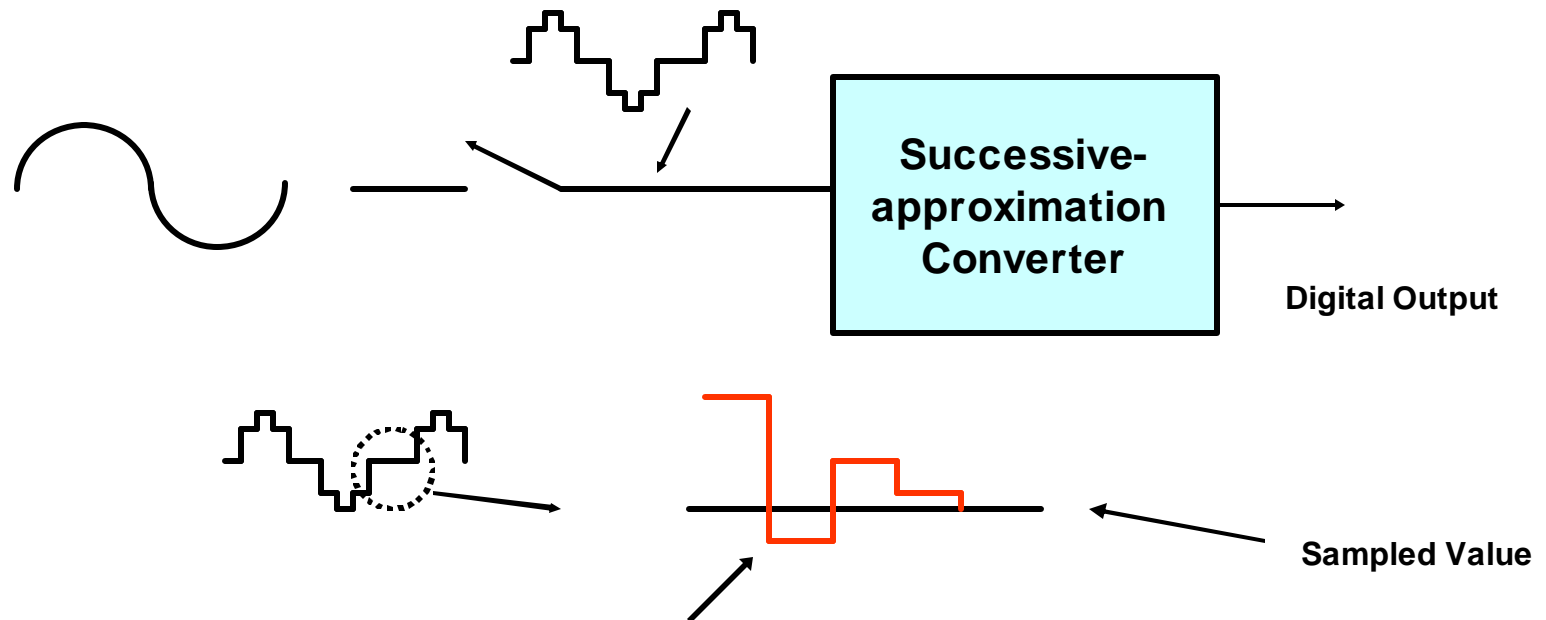 Successive-
approximation
Converter
Digital Output
Sampled Value